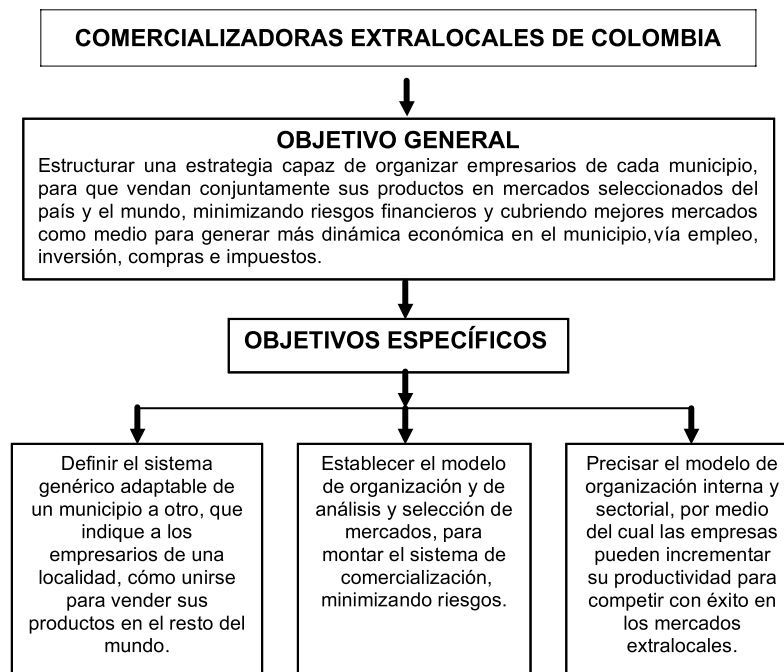 COMERCIALIZADORAS EXTRALOCALES DE COLOMBIA
OBJETIVO GENERAL
Estructurar una estrategia capaz de organizar empresarios de cada municipio,
para que vendan conjuntamente sus productos en mercados seleccionados del
país y el mundo, minimizando riesgos financieros y cubriendo mejores mercados
como medio para generar más dinámica económica en el municipio,vía empleo,
inversión, compras e impuestos.
OBJETIVOS ESPECÍFICOS
Definir el sistema
genérico adaptable de
un municipio a otro, que
indique a los
empresarios de una
localidad, cómo unirse
para vender sus
productos en el resto del
mundo.
Establecer el modelo
de organización y de
análisis y selección de
mercados, para
montar el sistema de
comercialización,
minimizando riesgos.
Precisar el modelo de
organización interna y
sectorial, por medio
del cual las empresas
pueden incrementar
su productividad para
competir con éxito en
los mercados
extralocales.